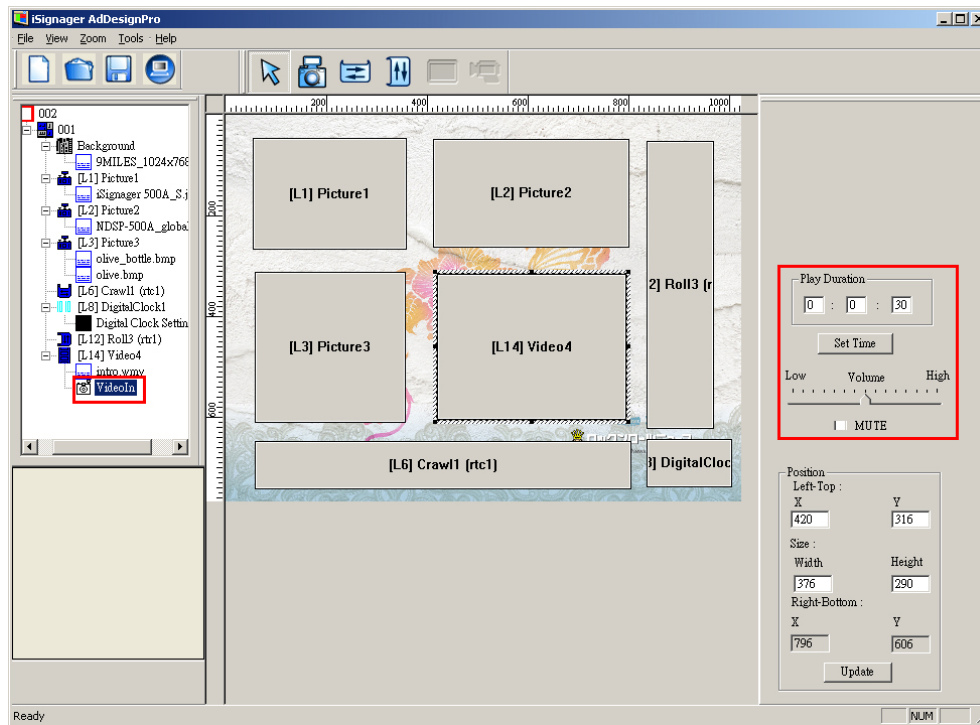 iSignager AdDesignPro
File View Zoom Tools Help
002
001
Background
9MILES_1024x768
[L1] Picture1
iSignager 500A_S.j
[L2] Picture2
NDSP-500A_globa
[L3] Picture3
olive_bottle.bmp
olive.bmp
[L6] Crawl1 (rtc1)
[L8] DigitalClock1
Digital Clock Settin
[L12] Roll3 (rtr1)
[L14] Video4
intro.wmv
VideoIn
200 400 600 800 1000
200
400
600
[L1] Picture1
[L2] Picture2
2] Roll3 (r
[L3] Picture3
[L14] Video4
[L6] Crawl1 (rtc1)
8] DigitalCloc
Play Duration
0 : 0 : 30
Set Time
Low Volume High
MUTE
Position
Left-Top :
X Y
420 316
Size :
Width Height
376 290
Right-Bottom :
X Y
796 606
Update
Ready
NUM